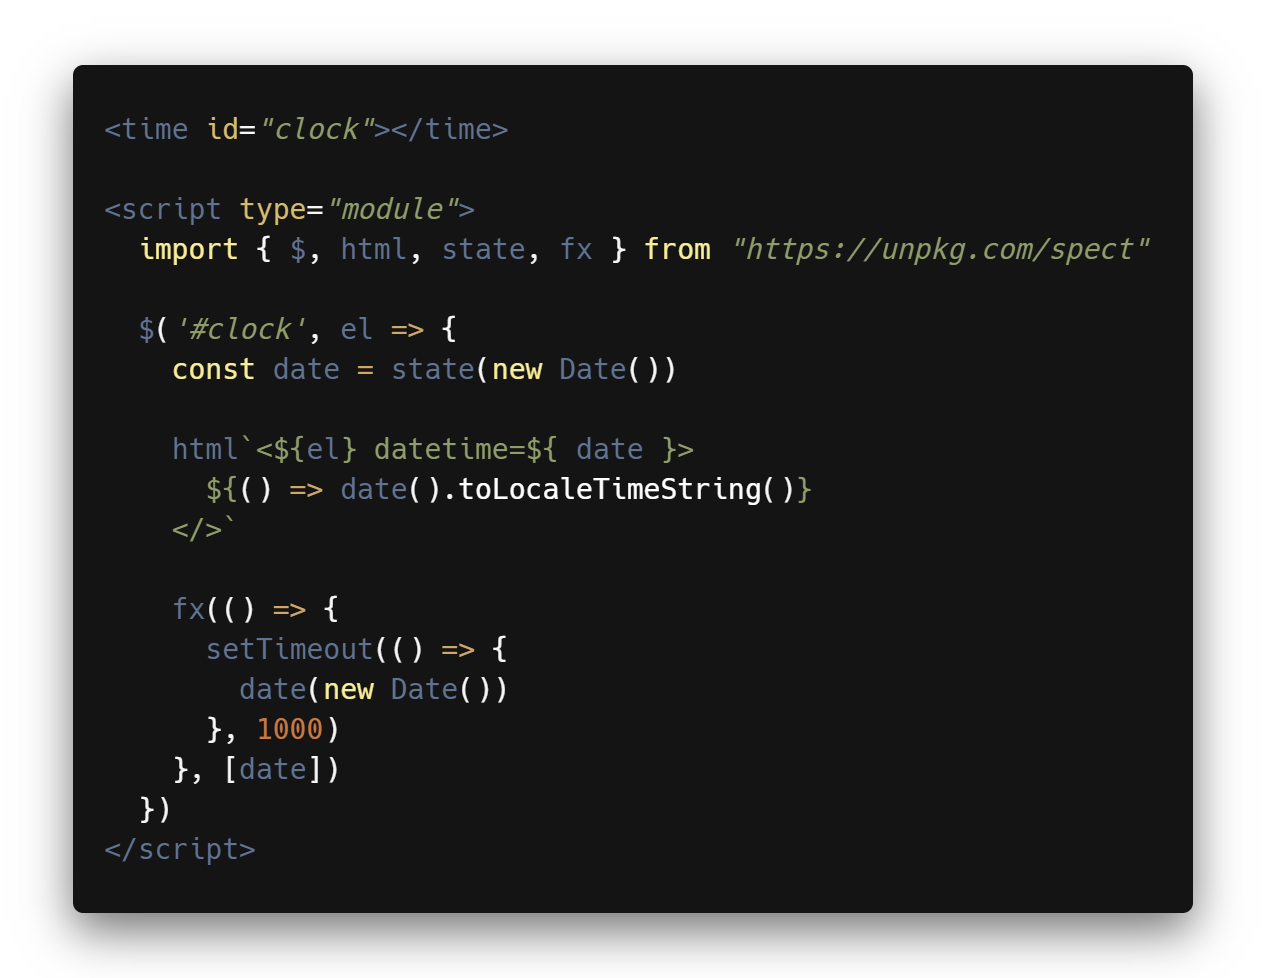 <time id="clock"></time>
<script type="module">
import { $, html, state, fx } from "https://unpkg.com/spect"
$('#clock', el => {
const date = state(new Date())
html`<${el} datetime=${ date }>
${() => date().toLocaleTimeString()}
</>`
fx(() => {
setTimeout(() => {
date(new Date())
}, 1000)
}, [date])
})
</script>